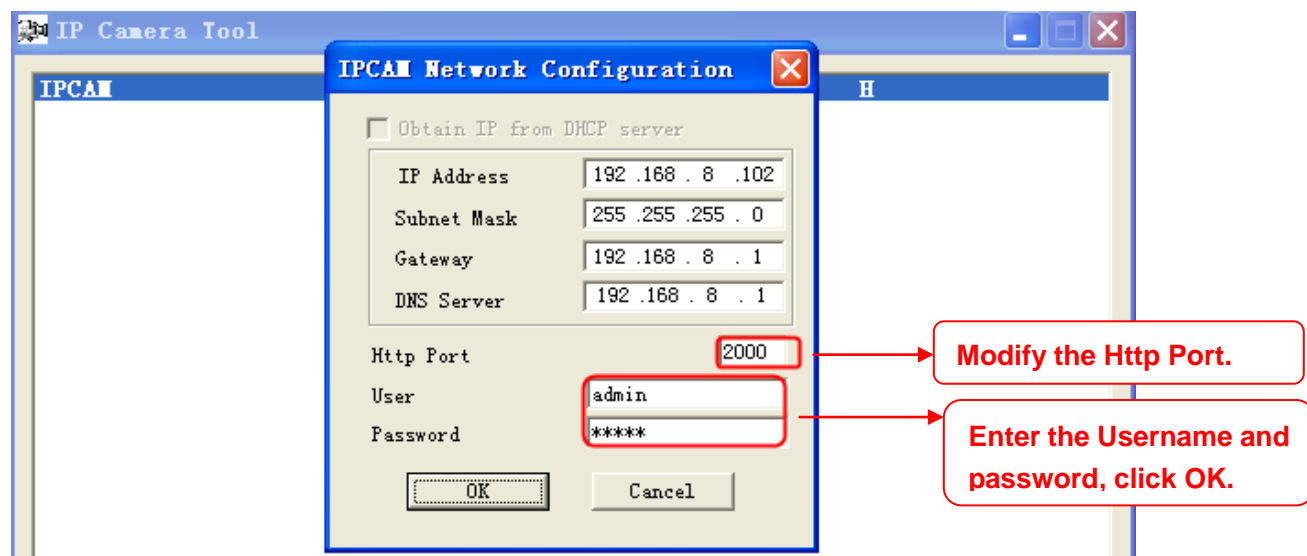 IP Camera Tool
IPCAM Network Configuration
IPCAM
H
Obtain IP from DHCP server
IP Address 192 .168 . 8 .102
Subnet Mask 255 .255 .255 . 0
Gateway 192 .168 . 8 . 1
DNS Server 192 .168 . 8 . 1
Http Port 2000
Modify the Http Port.
User admin
Password *****
Enter the Username and
password, click OK.
OK Cancel